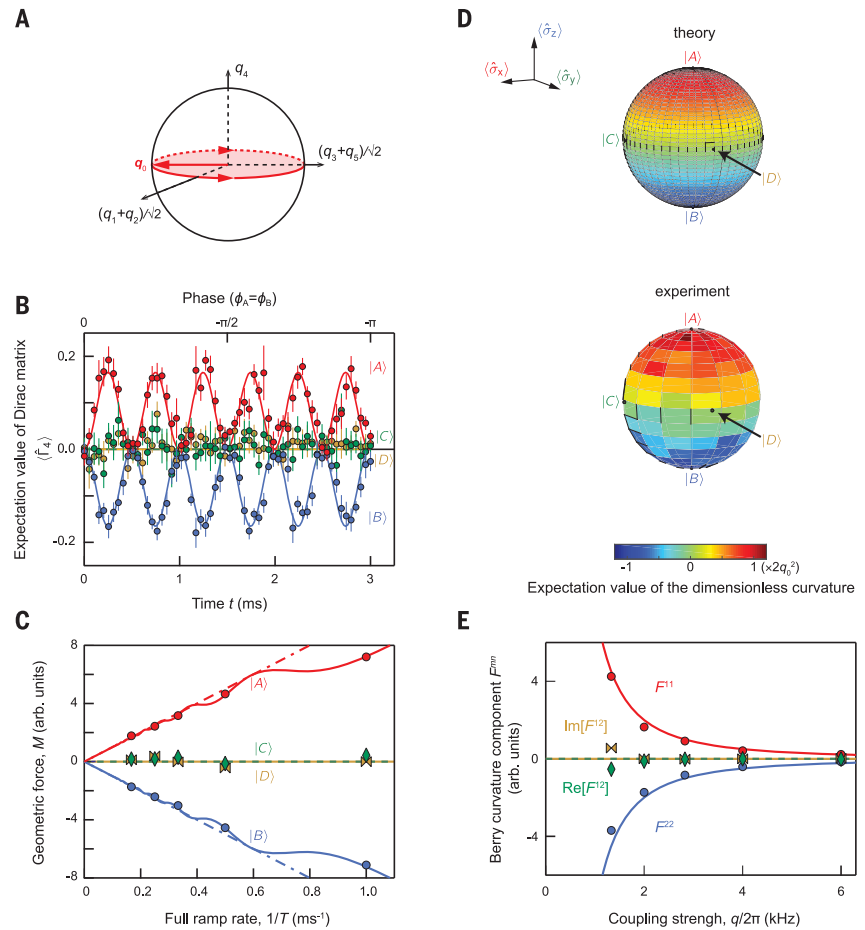 A
q₄
q₀
(q₃+q₅)/√2
(q₁+q₂)/√2
B
Phase (ϕA=ϕB)
0
-π/2
-π
0.2
0.0
-0.2
Expectation value of Dirac matrix
⟨Γ̂₄⟩
|A⟩
|C⟩
|D⟩
|B⟩
0
1
2
3
Time t (ms)
C
8
4
0
-4
-8
Geometric force, M (arb. units)
|A⟩
|C⟩
|D⟩
|B⟩
0
0.2
0.4
0.6
0.8
1.0
Full ramp rate, 1/T (ms⁻¹)
D
⟨σ̂z⟩
⟨σ̂x⟩
⟨σ̂y⟩
theory
|A⟩
|C⟩
|D⟩
|B⟩
experiment
|A⟩
|C⟩
|D⟩
|B⟩
-1
0
1 (×2q₀²)
Expectation value of the dimensionless curvature
E
4
0
-4
Berry curvature component Fᵐⁿ
(arb. units)
F¹¹
Im[F¹²]
Re[F¹²]
F²²
0
2
4
6
Coupling strengh, q/2π (kHz)